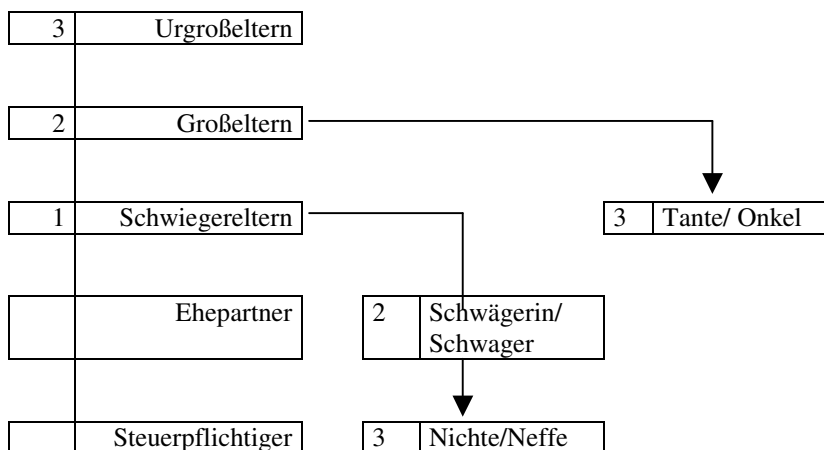 3 Urgroßeltern
2 Großeltern
1 Schwiegereltern 3 Tante/ Onkel
Ehepartner 2 Schwägerin/
Schwager
Steuerpflichtiger 3 Nichte/Neffe